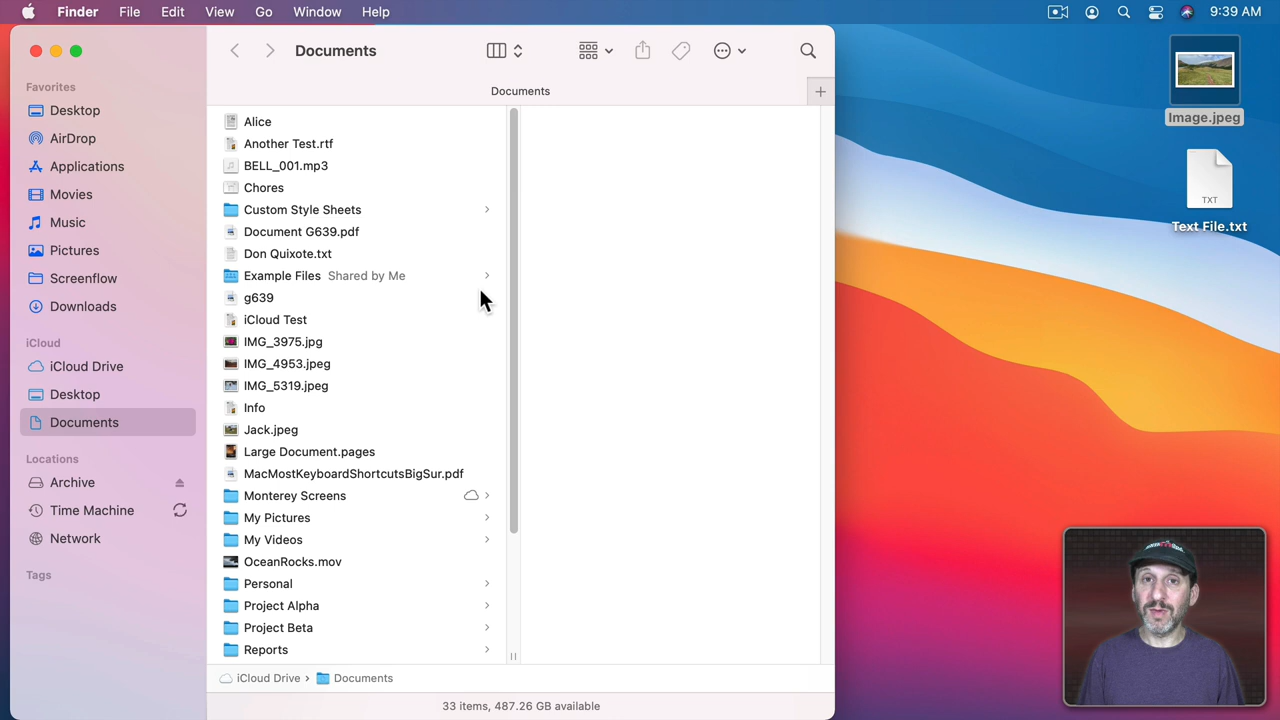 Finder File Edit View Go Window Help 9:39 AM
Documents
Documents
Favorites
Desktop
AirDrop
Applications
Movies
Music
Pictures
Screenflow
Downloads
iCloud
iCloud Drive
Desktop
Documents
Locations
Archive
Time Machine
Network
Tags
Alice
Another Test.rtf
BELL_001.mp3
Chores
Custom Style Sheets
Document G639.pdf
Don Quixote.txt
Example Files Shared by Me
g639
iCloud Test
IMG_3975.jpg
IMG_4953.jpeg
IMG_5319.jpeg
Info
Jack.jpeg
Large Document.pages
MacMostKeyboardShortcutsBigSur.pdf
Monterey Screens
My Pictures
My Videos
OceanRocks.mov
Personal
Project Alpha
Project Beta
Reports
iCloud Drive › Documents
33 items, 487.26 GB available
Image.jpeg
TXT
Text File.txt